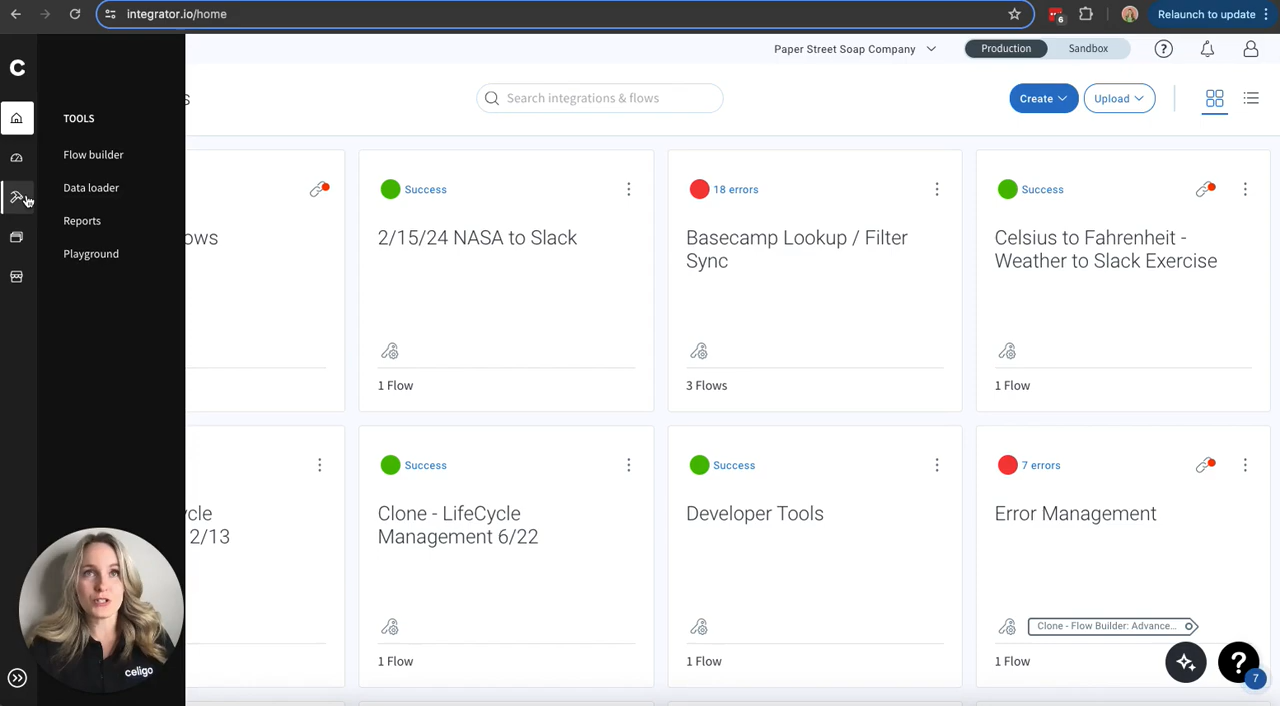 integrator.io/home
6
Relaunch to update
Paper Street Soap Company
Production
Sandbox
s
Search integrations & flows
Create
Upload
C
TOOLS
Flow builder
Data loader
Reports
Playground
ows
Success
2/15/24 NASA to Slack
1 Flow
18 errors
Basecamp Lookup / Filter
Sync
3 Flows
Success
Celsius to Fahrenheit -
Weather to Slack Exercise
1 Flow
cle
2/13
Success
Clone - LifeCycle
Management 6/22
1 Flow
Success
Developer Tools
1 Flow
7 errors
Error Management
Clone - Flow Builder: Advance...
1 Flow
celigo
?
7